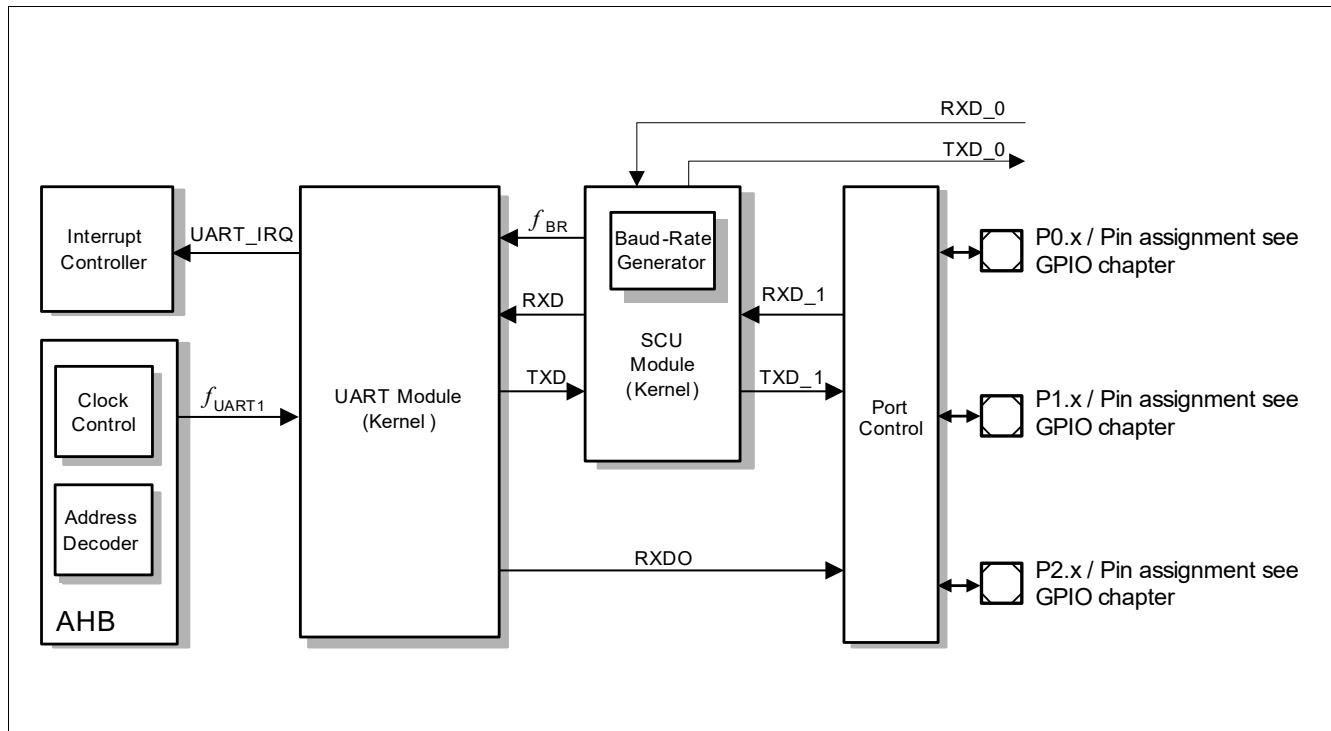 RXD_0
TXD_0
Interrupt
Controller
UART_IRQ
f BR
Baud-Rate
Generator
P0.x / Pin assignment see
GPIO chapter
RXD
RXD_1
SCU
Module
(Kernel)
TXD
TXD_1
Clock
Control
f UART1
UART Module
(Kernel )
Port
Control
P1.x / Pin assignment see
GPIO chapter
Address
Decoder
RXDO
P2.x / Pin assignment see
GPIO chapter
AHB